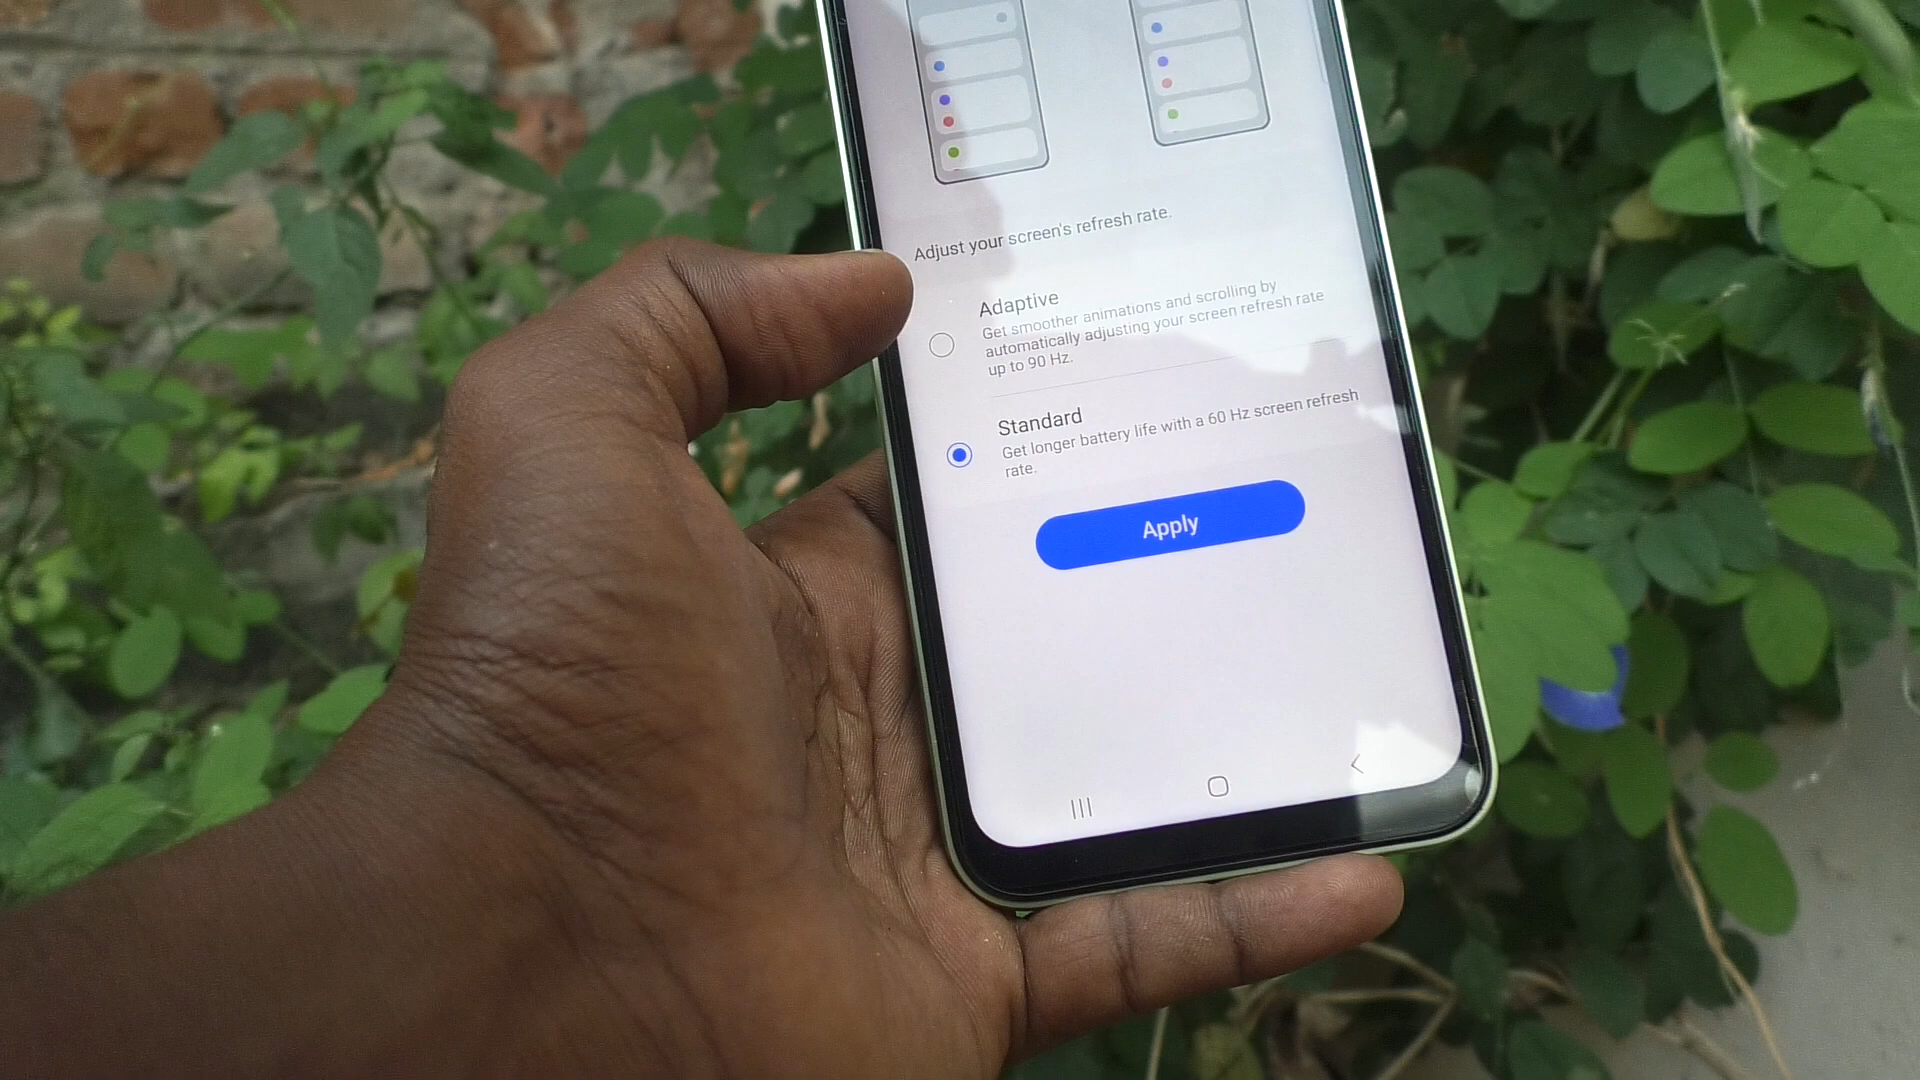 Adjust your screen's refresh rate.
Adaptive
Get smoother animations and scrolling by
automatically adjusting your screen refresh rate
up to 90 Hz.
Standard
Get longer battery life with a 60 Hz screen refresh
rate.
Apply